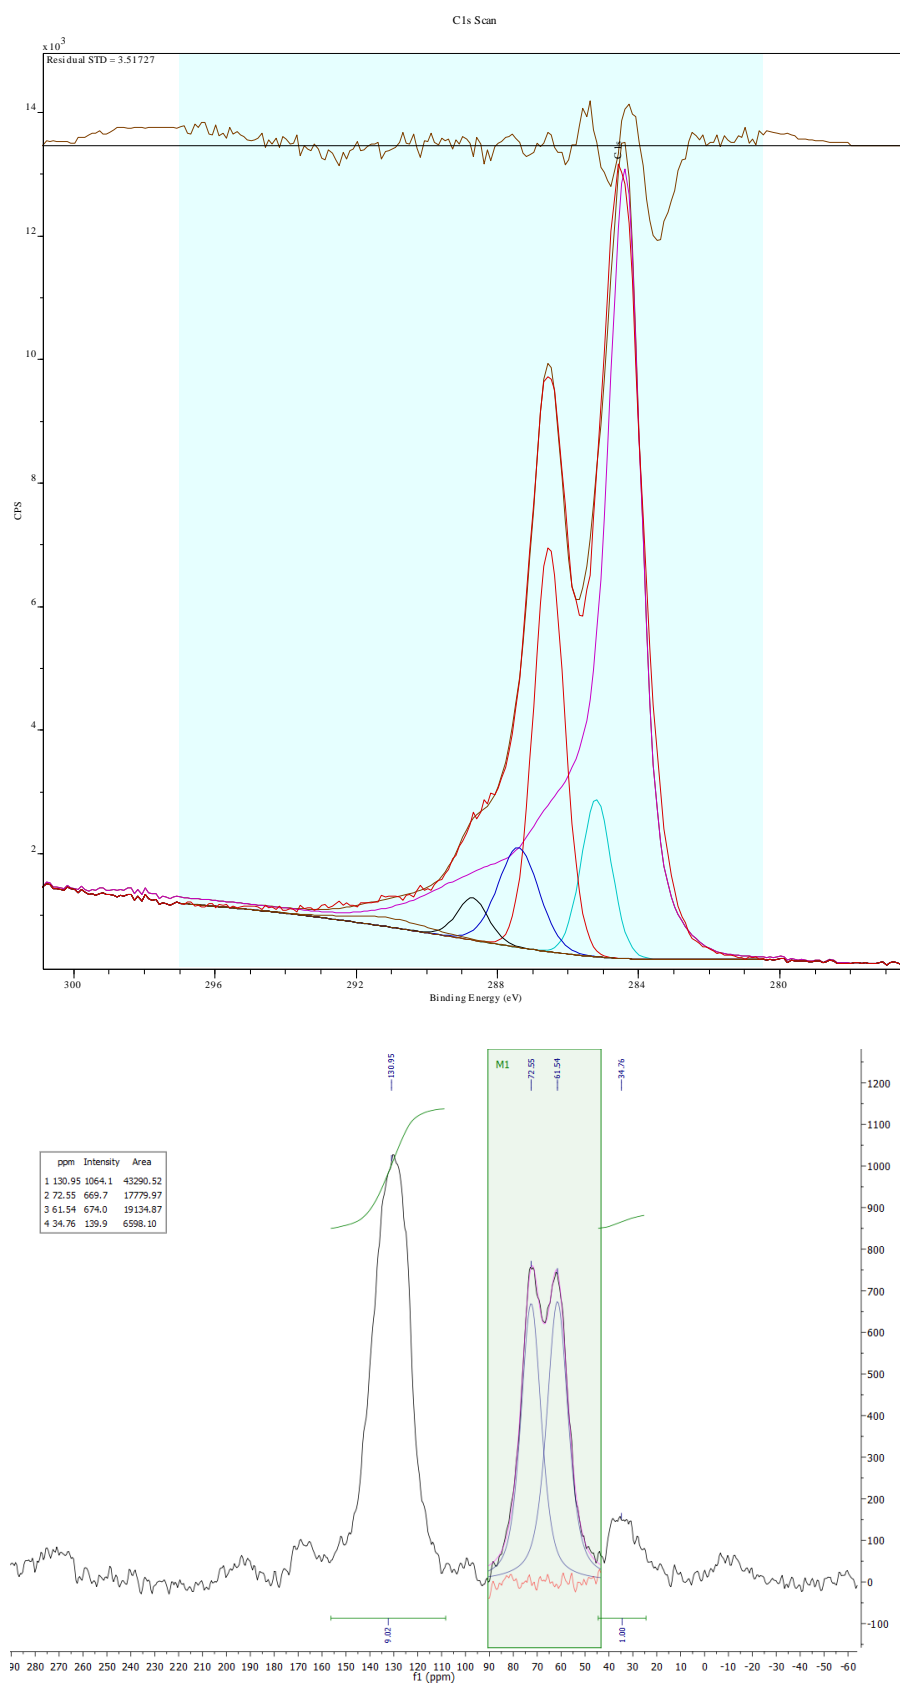 C1s Scan
x 10³
Residual STD = 3.51727
14
12
10
8
6
4
2
CPS
C 1s
300
296
292
288
284
280
Binding Energy (eV)
130.95
M1
72.55
61.54
34.76
ppm Intensity Area
1 130.95 1064.1 43290.52
2 72.55 669.7 17779.97
3 61.54 674.0 19134.87
4 34.76 139.9 6598.10
1200
1100
1000
900
800
700
600
500
400
300
200
100
0
-100
9.02
1.00
90 280 270 260 250 240 230 220 210 200 190 180 170 160 150 140 130 120 110 100 90 80 70 60 50 40 30 20 10 0 -10 -20 -30 -40 -50 -60
f1 (ppm)